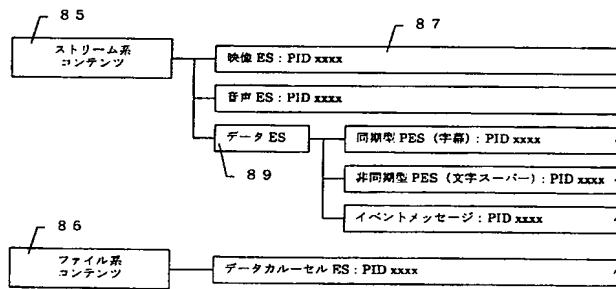 ８５
ストリーム系
コンテンツ
８７
映像 ES：PID xxxx
音声 ES：PID xxxx
データ ES
８９
同期型 PES（字幕）：PID xxxx
非同期型 PES（文字スーパー）：PID xxxx
イベントメッセージ：PID xxxx
８６
ファイル系
コンテンツ
データカルーセル ES：PID xxxx